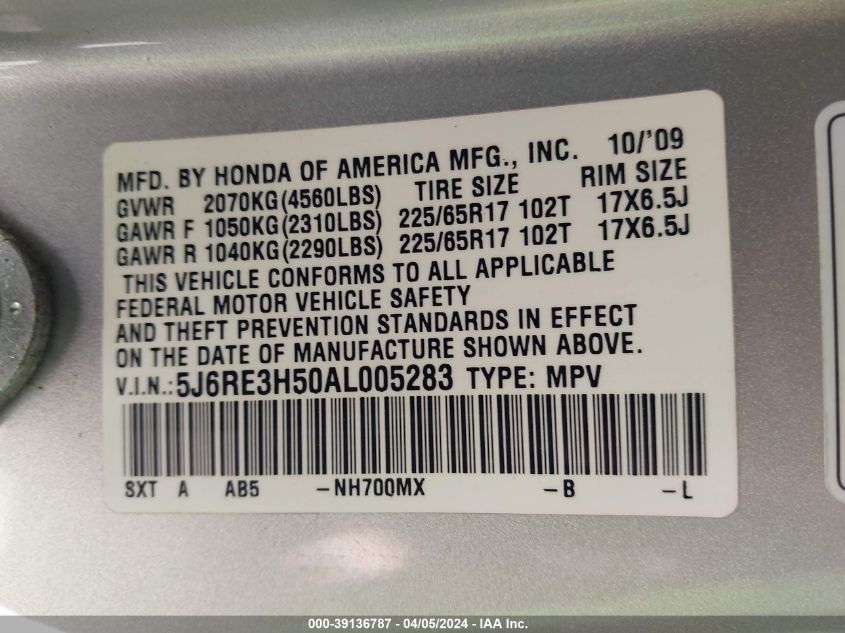 MFD. BY HONDA OF AMERICA MFG., INC. 10/'09
GVWR 2070KG(4560LBS) TIRE SIZE RIM SIZE
GAWR F 1050KG(2310LBS) 225/65R17 102T 17X6.5J
GAWR R 1040KG(2290LBS) 225/65R17 102T 17X6.5J
THIS VEHICLE CONFORMS TO ALL APPLICABLE
FEDERAL MOTOR VEHICLE SAFETY
AND THEFT PREVENTION STANDARDS IN EFFECT
ON THE DATE OF MANUFACTURE SHOWN ABOVE.
V.I.N.: 5J6RE3H50AL005283 TYPE: MPV
SXT A AB5 -NH700MX -B -L
000-39136787 - 04/05/2024 - IAA Inc.